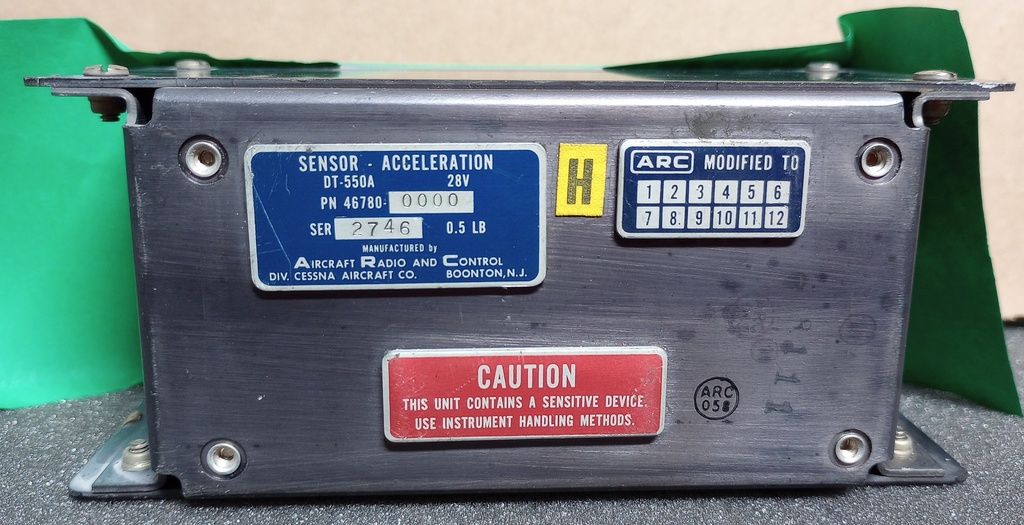 SENSOR - ACCELERATION
DT-550A 28V
PN 46780- 0000
SER 2746 0.5 LB
MANUFACTURED by
AIRCRAFT RADIO AND CONTROL
DIV. CESSNA AIRCRAFT CO. BOONTON, N.J.
H
ARC MODIFIED TO
1 2 3 4 5 6
7 8 9 10 11 12
CAUTION
THIS UNIT CONTAINS A SENSITIVE DEVICE.
USE INSTRUMENT HANDLING METHODS.
ARC